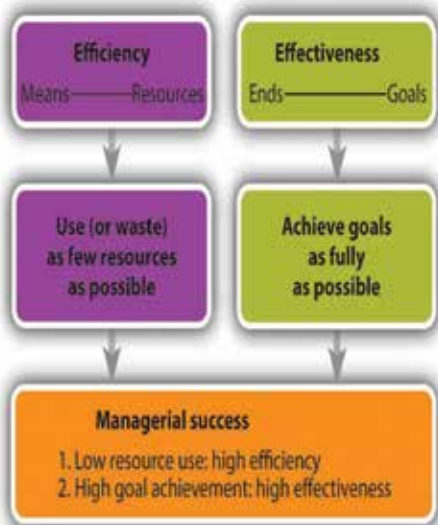 Efficiency
Means Resources
Effectiveness
Ends Goals
Use (or waste)
as few resources
as possible
Achieve goals
as fully
as possible
Managerial success
1. Low resource use: high efficiency
2. High goal achievement: high effectiveness